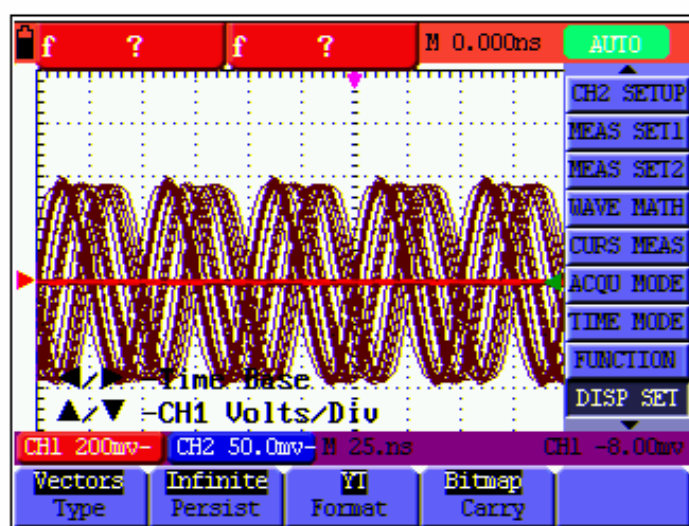 f ? f ? M 0.000ns AUTO
CH2 SETUP
MEAS SET1
MEAS SET2
WAVE MATH
CURS MEAS
ACQU MODE
TIME MODE
FUNCTION
DISP SET
◀/▶ -Time Base
▲/▼ -CH1 Volts/Div
CH1 200mv- CH2 50.0mv- M 25.ns CH1 -8.00mv
Vectors Infinite YT Bitmap
Type Persist Format Carry